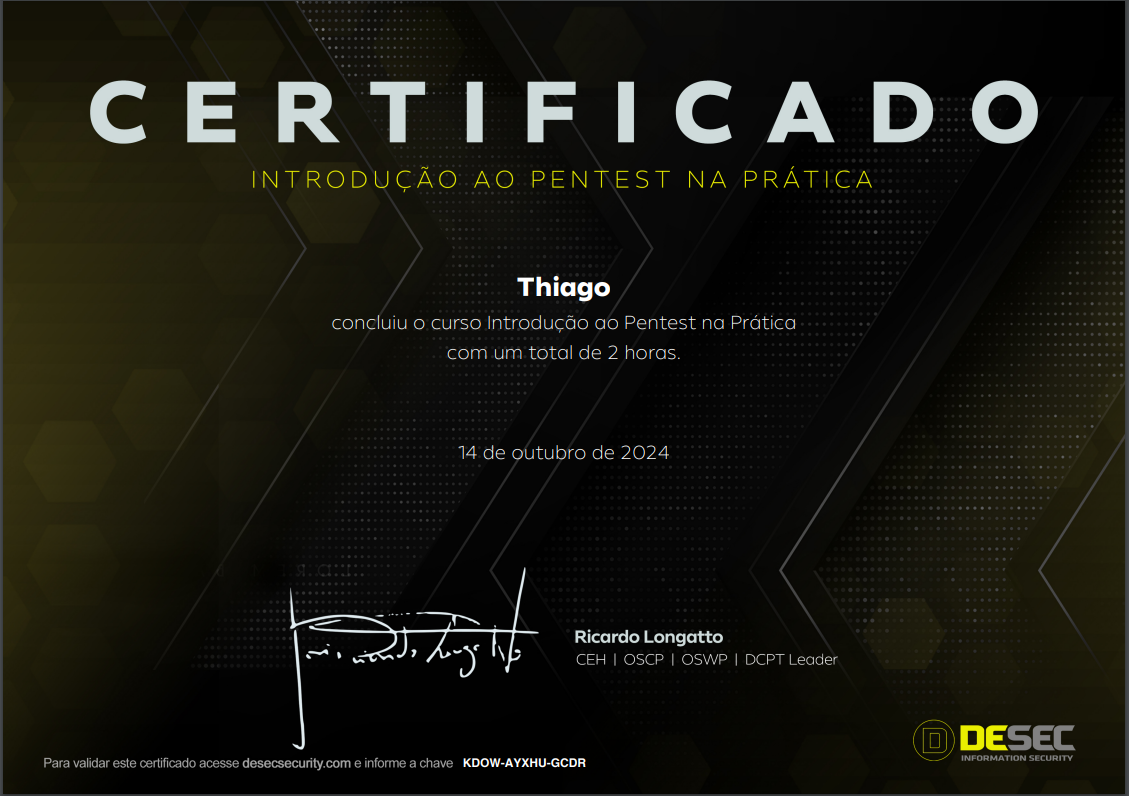 CERTIFICADO
INTRODUÇÃO AO PENTEST NA PRÁTICA
Thiago
concluiu o curso Introdução ao Pentest na Prática
com um total de 2 horas.
14 de outubro de 2024
Ricardo Longatto
CEH | OSCP | OSWP | DCPT Leader
D DESEC
INFORMATION SECURITY
Para validar este certificado acesse desecsecurity.com e informe a chave KDOW-AYXHU-GCDR